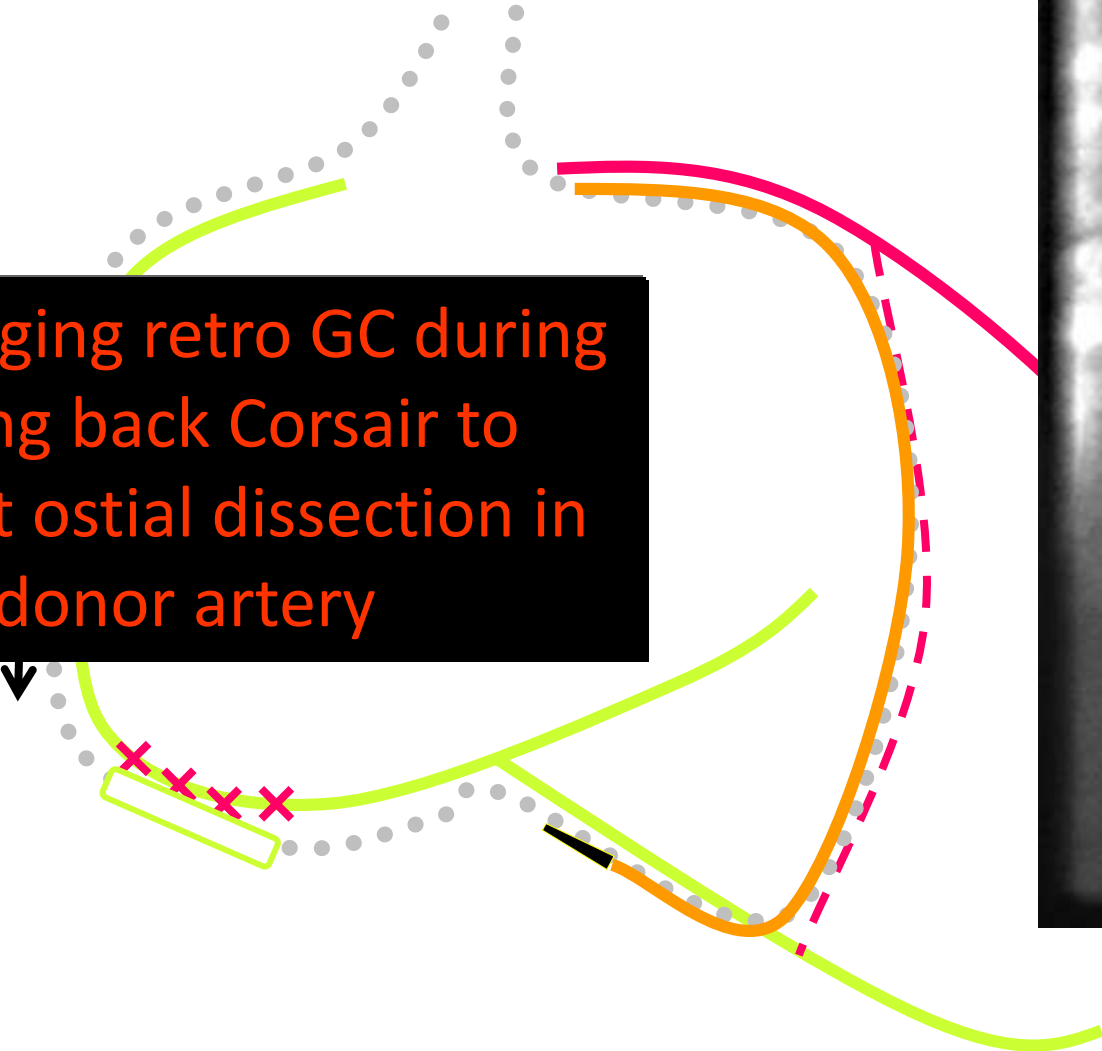 ging retro GC during
ng back Corsair to
t ostial dissection in
donor artery